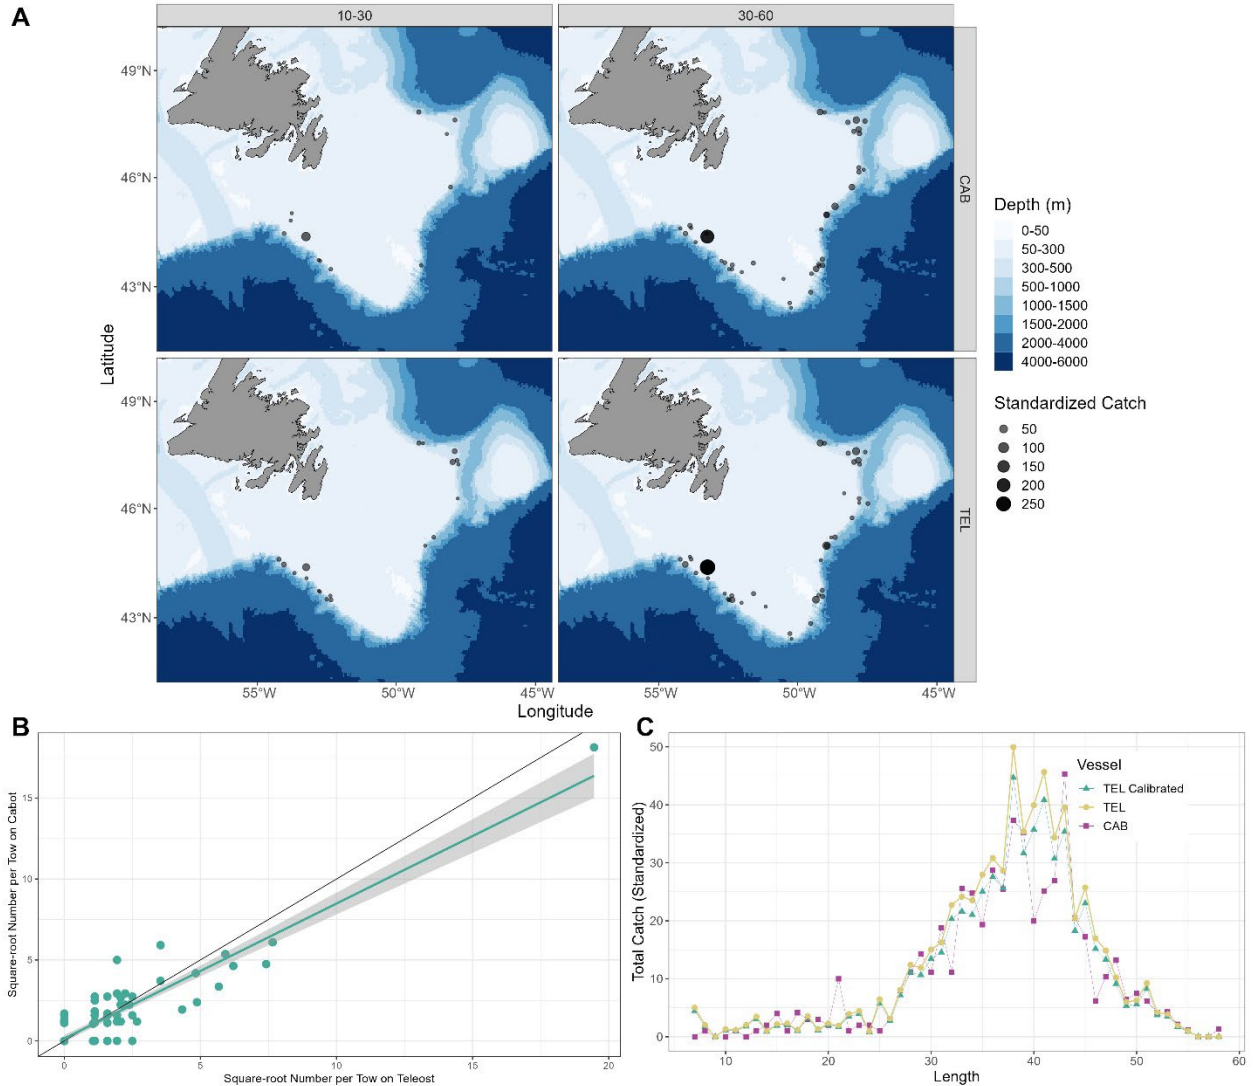 A
10-30
30-60
49°N
46°N
43°N
CAB
49°N
46°N
43°N
TEL
Latitude
55°W
50°W
45°W
55°W
50°W
45°W
Longitude
Depth (m)
0-50
50-300
300-500
500-1000
1000-1500
1500-2000
2000-4000
4000-6000
Standardized Catch
50
100
150
200
250
B
Square-root Number per Tow on Cabot
15
10
5
0
0
5
10
15
20
Square-root Number per Tow on Teleost
C
Total Catch (Standardized)
50
40
30
20
10
0
10
20
30
40
50
60
Length
Vessel
TEL Calibrated
TEL
CAB